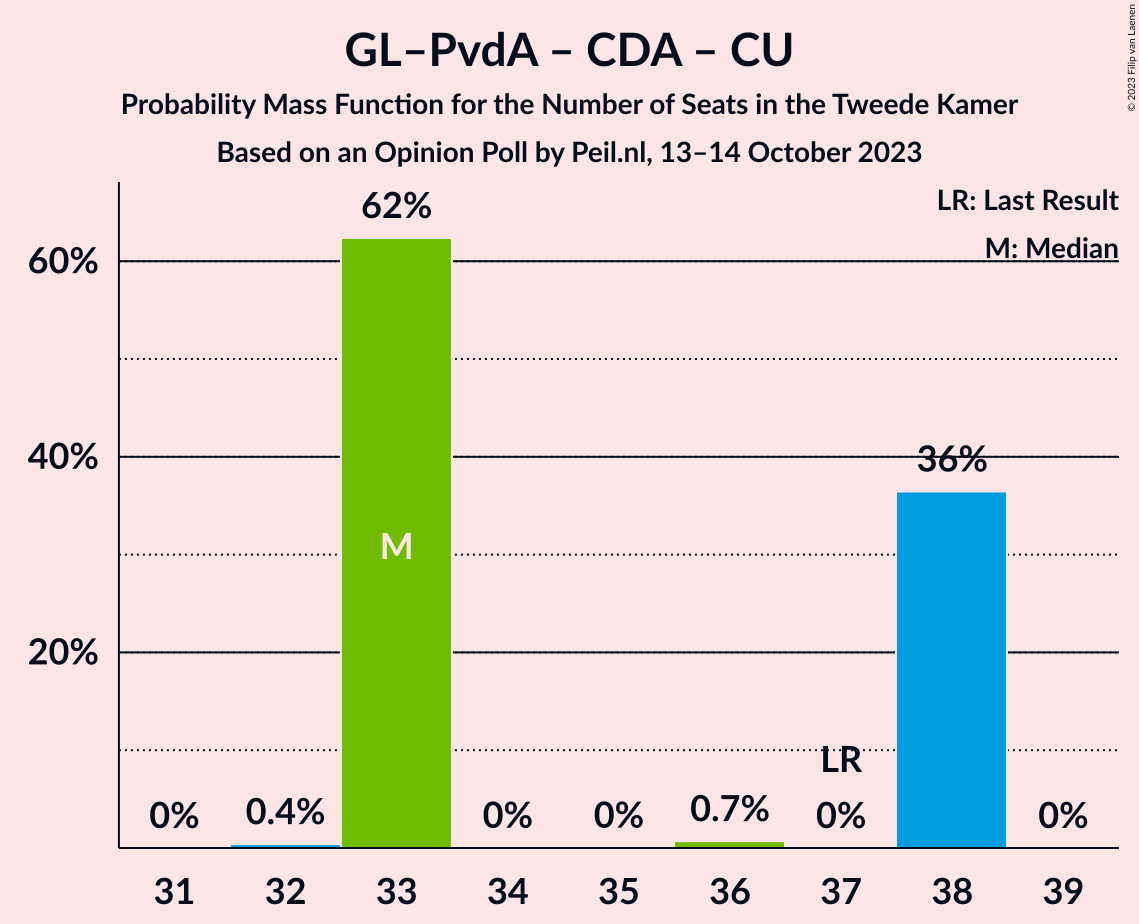 GL–PvdA – CDA – CU
Probability Mass Function for the Number of Seats in the Tweede Kamer
Based on an Opinion Poll by Peil.nl, 13–14 October 2023
© 2023 Filip van Laenen
LR: Last Result
M: Median
60%
40%
20%
62%
M
36%
LR
0%
0.4%
0%
0%
0.7%
0%
0%
31 32 33 34 35 36 37 38 39